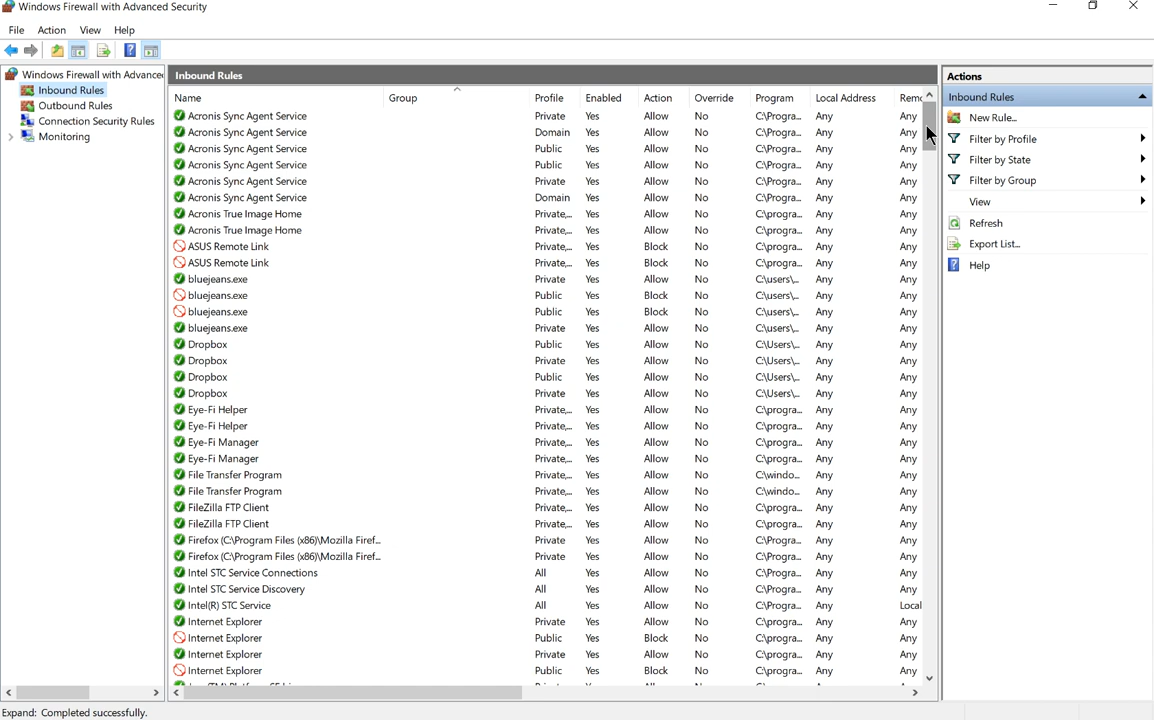 Windows Firewall with Advanced Security
File Action View Help
Windows Firewall with Advance
Inbound Rules
Outbound Rules
Connection Security Rules
Monitoring
Inbound Rules
Name Group Profile Enabled Action Override Program Local Address Remo
Acronis Sync Agent Service Private Yes Allow No C:\Progra... Any Any
Acronis Sync Agent Service Domain Yes Allow No C:\Progra... Any Any
Acronis Sync Agent Service Public Yes Allow No C:\Progra... Any Any
Acronis Sync Agent Service Public Yes Allow No C:\Progra... Any Any
Acronis Sync Agent Service Private Yes Allow No C:\Progra... Any Any
Acronis Sync Agent Service Domain Yes Allow No C:\Progra... Any Any
Acronis True Image Home Private,... Yes Allow No C:\progra... Any Any
Acronis True Image Home Private,... Yes Allow No C:\progra... Any Any
ASUS Remote Link Private,... Yes Block No C:\progra... Any Any
ASUS Remote Link Private,... Yes Block No C:\progra... Any Any
bluejeans.exe Private Yes Allow No C:\users\... Any Any
bluejeans.exe Public Yes Block No C:\users\... Any Any
bluejeans.exe Public Yes Block No C:\users\... Any Any
bluejeans.exe Private Yes Allow No C:\users\... Any Any
Dropbox Public Yes Allow No C:\Users\... Any Any
Dropbox Private Yes Allow No C:\Users\... Any Any
Dropbox Public Yes Allow No C:\Users\... Any Any
Dropbox Private Yes Allow No C:\Users\... Any Any
Eye-Fi Helper Private,... Yes Allow No C:\progra... Any Any
Eye-Fi Helper Private,... Yes Allow No C:\progra... Any Any
Eye-Fi Manager Private,... Yes Allow No C:\progra... Any Any
Eye-Fi Manager Private,... Yes Allow No C:\progra... Any Any
File Transfer Program Private,... Yes Allow No C:\windo... Any Any
File Transfer Program Private,... Yes Allow No C:\windo... Any Any
FileZilla FTP Client Private,... Yes Allow No C:\progra... Any Any
FileZilla FTP Client Private,... Yes Allow No C:\progra... Any Any
Firefox (C:\Program Files (x86)\Mozilla Firef... Private Yes Allow No C:\Progra... Any Any
Firefox (C:\Program Files (x86)\Mozilla Firef... Private Yes Allow No C:\Progra... Any Any
Intel STC Service Connections All Yes Allow No C:\Progra... Any Any
Intel STC Service Discovery All Yes Allow No C:\Progra... Any Any
Intel(R) STC Service All Yes Allow No C:\Progra... Any Local
Internet Explorer Private Yes Allow No C:\progra... Any Any
Internet Explorer Public Yes Block No C:\progra... Any Any
Internet Explorer Private Yes Allow No C:\progra... Any Any
Internet Explorer Public Yes Block No C:\progra... Any Any
Actions
Inbound Rules
New Rule...
Filter by Profile
Filter by State
Filter by Group
View
Refresh
Export List...
Help
Expand: Completed successfully.